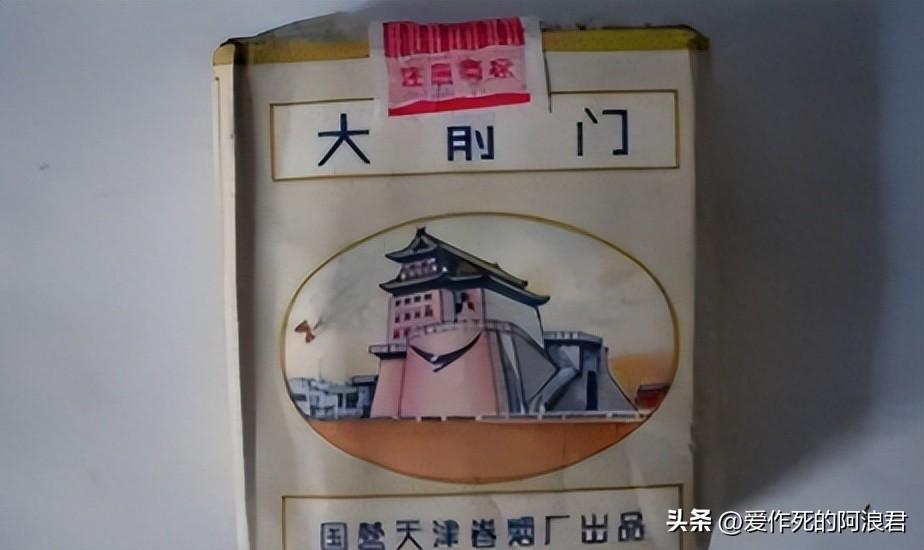 注册商标
大前门
国营天津卷烟厂出品
头条 @爱作死的阿浪君